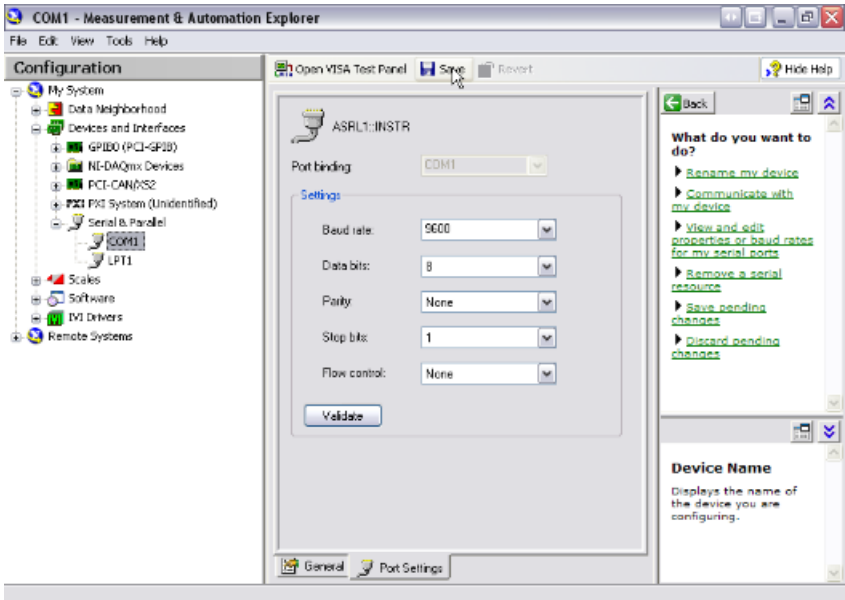 COM1 - Measurement & Automation Explorer
File Edit View Tools Help
Configuration
My System
Data Neighborhood
Devices and Interfaces
GPIB0 (PCI-GPIB)
NI-DAQmx Devices
PCI-CAN/XS2
PXI PXI System (Unidentified)
Serial & Parallel
COM1
LPT1
Scales
Software
IVI Drivers
Remote Systems
Open VISA Test Panel Save Revert Hide Help
ASRL1::INSTR
Port binding: COM1
Settings
Baud rate: 9600
Data bits: 8
Parity: None
Stop bits: 1
Flow control: None
Validate
General Port Settings
Back
What do you want to
do?
Rename my device
Communicate with
my device
View and edit
properties or baud rates
for my serial ports
Remove a serial
resource
Save pending
changes
Discard pending
changes
Device Name
Displays the name of
the device you are
configuring.